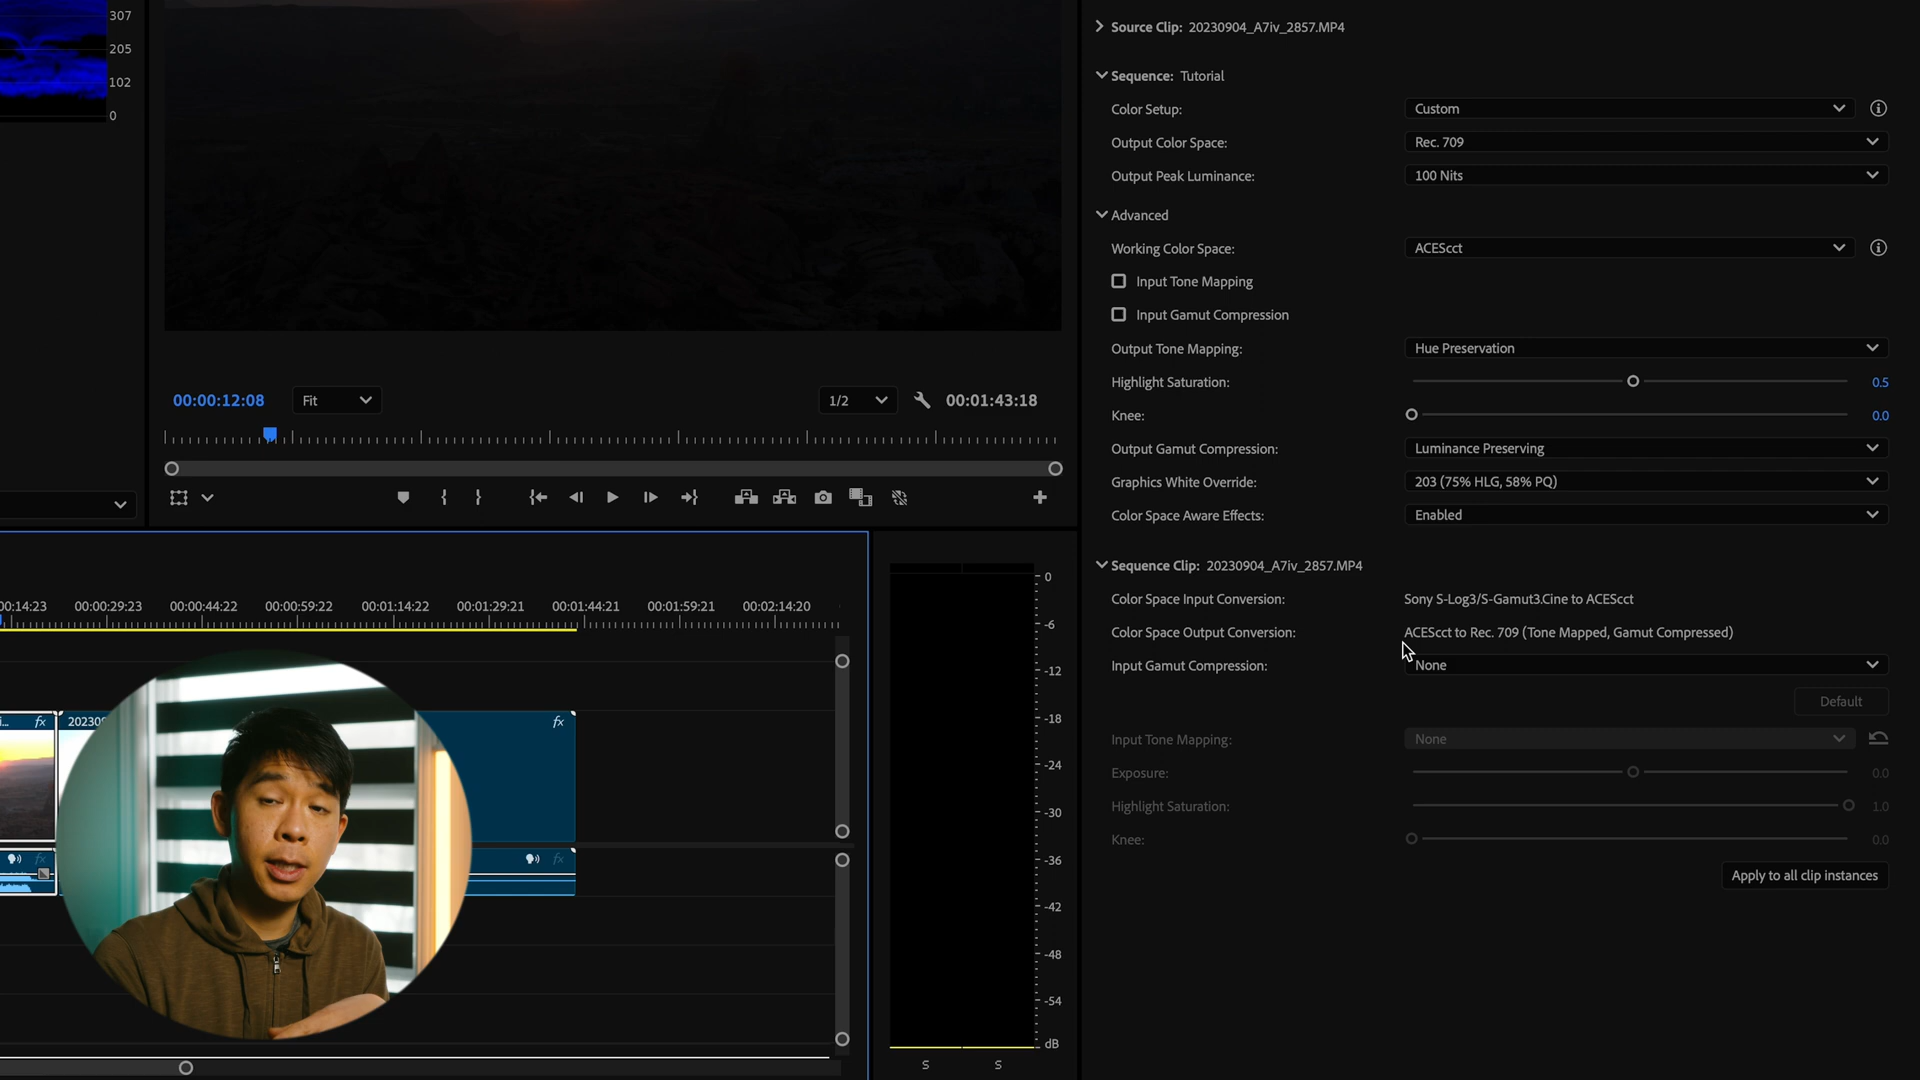 307
205
102
0
Source Clip: 20230904_A7iv_2857.MP4
Sequence: Tutorial
Color Setup: Custom
Output Color Space: Rec. 709
Output Peak Luminance: 100 Nits
Advanced
Working Color Space: ACEScct
Input Tone Mapping
Input Gamut Compression
Output Tone Mapping: Hue Preservation
Highlight Saturation: 0.5
Knee: 0.0
Output Gamut Compression: Luminance Preserving
Graphics White Override: 203 (75% HLG, 58% PQ)
Color Space Aware Effects: Enabled
Sequence Clip: 20230904_A7iv_2857.MP4
Color Space Input Conversion: Sony S-Log3/S-Gamut3.Cine to ACEScct
Color Space Output Conversion: ACEScct to Rec. 709 (Tone Mapped, Gamut Compressed)
Input Gamut Compression: None
Default
Input Tone Mapping: None
Exposure: 0.0
Highlight Saturation: 1.0
Knee: 0.0
Apply to all clip instances
00:00:12:08 Fit 1/2 00:01:43:18
00:14:23 00:00:29:23 00:00:44:22 00:00:59:22 00:01:14:22 00:01:29:21 00:01:44:21 00:01:59:21 00:02:14:20
i... fx 20230 fx
fx fx
0
-6
-12
-18
-24
-30
-36
-42
-48
-54
dB
S S